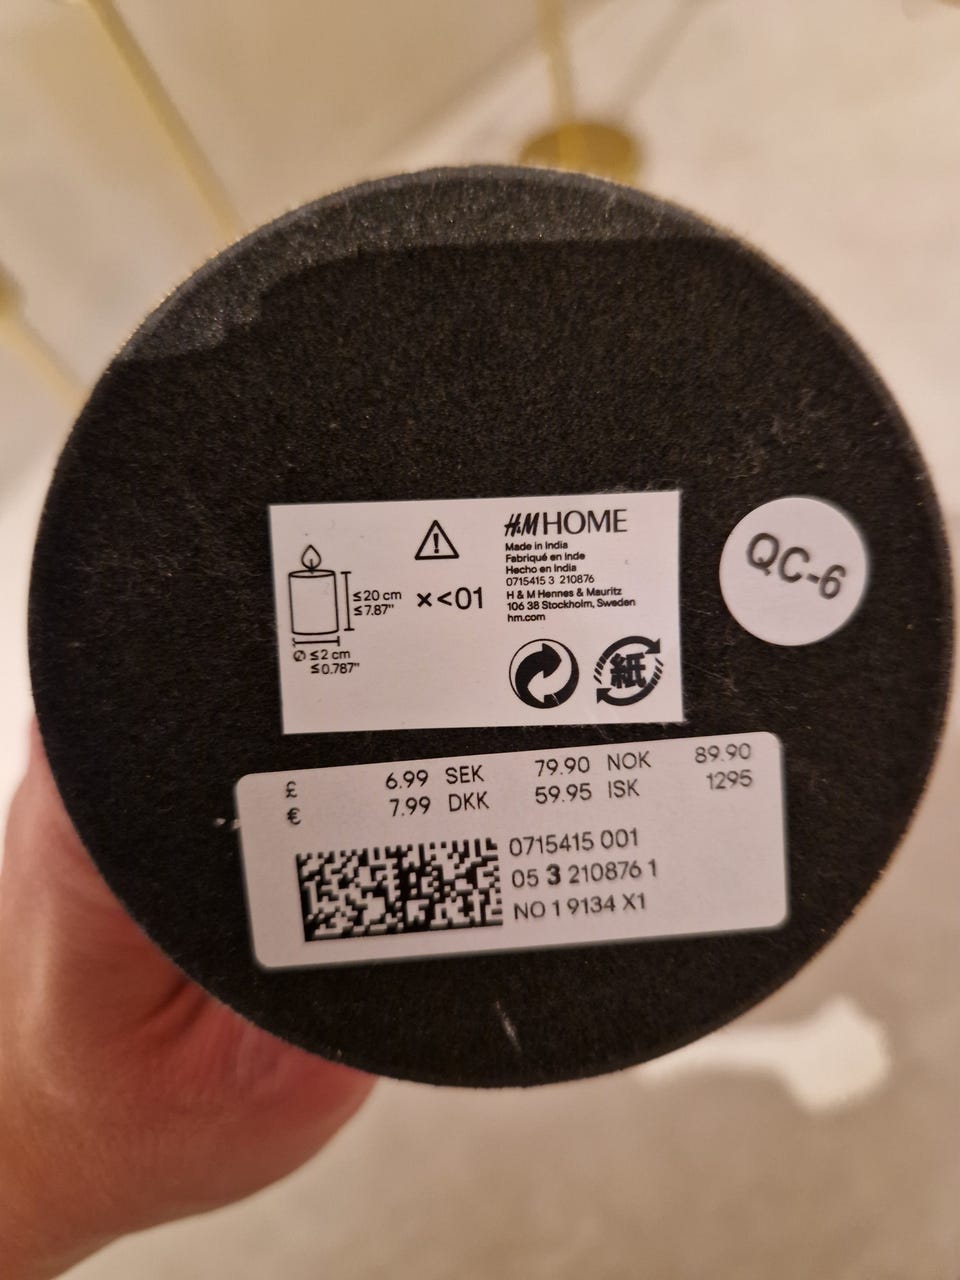 ≤20 cm
≤7.87"
⌀ ≤2 cm
≤0.787"
×<01
H&M HOME
Made in India
Fabriqué en Inde
Hecho en India
0715415 3 210876
H & M Hennes & Mauritz
106 38 Stockholm, Sweden
hm.com
紙
QC-6
£ 6.99 SEK 79.90 NOK 89.90
€ 7.99 DKK 59.95 ISK 1295
0715415 001
05 3 210876 1
NO 1 9134 X1